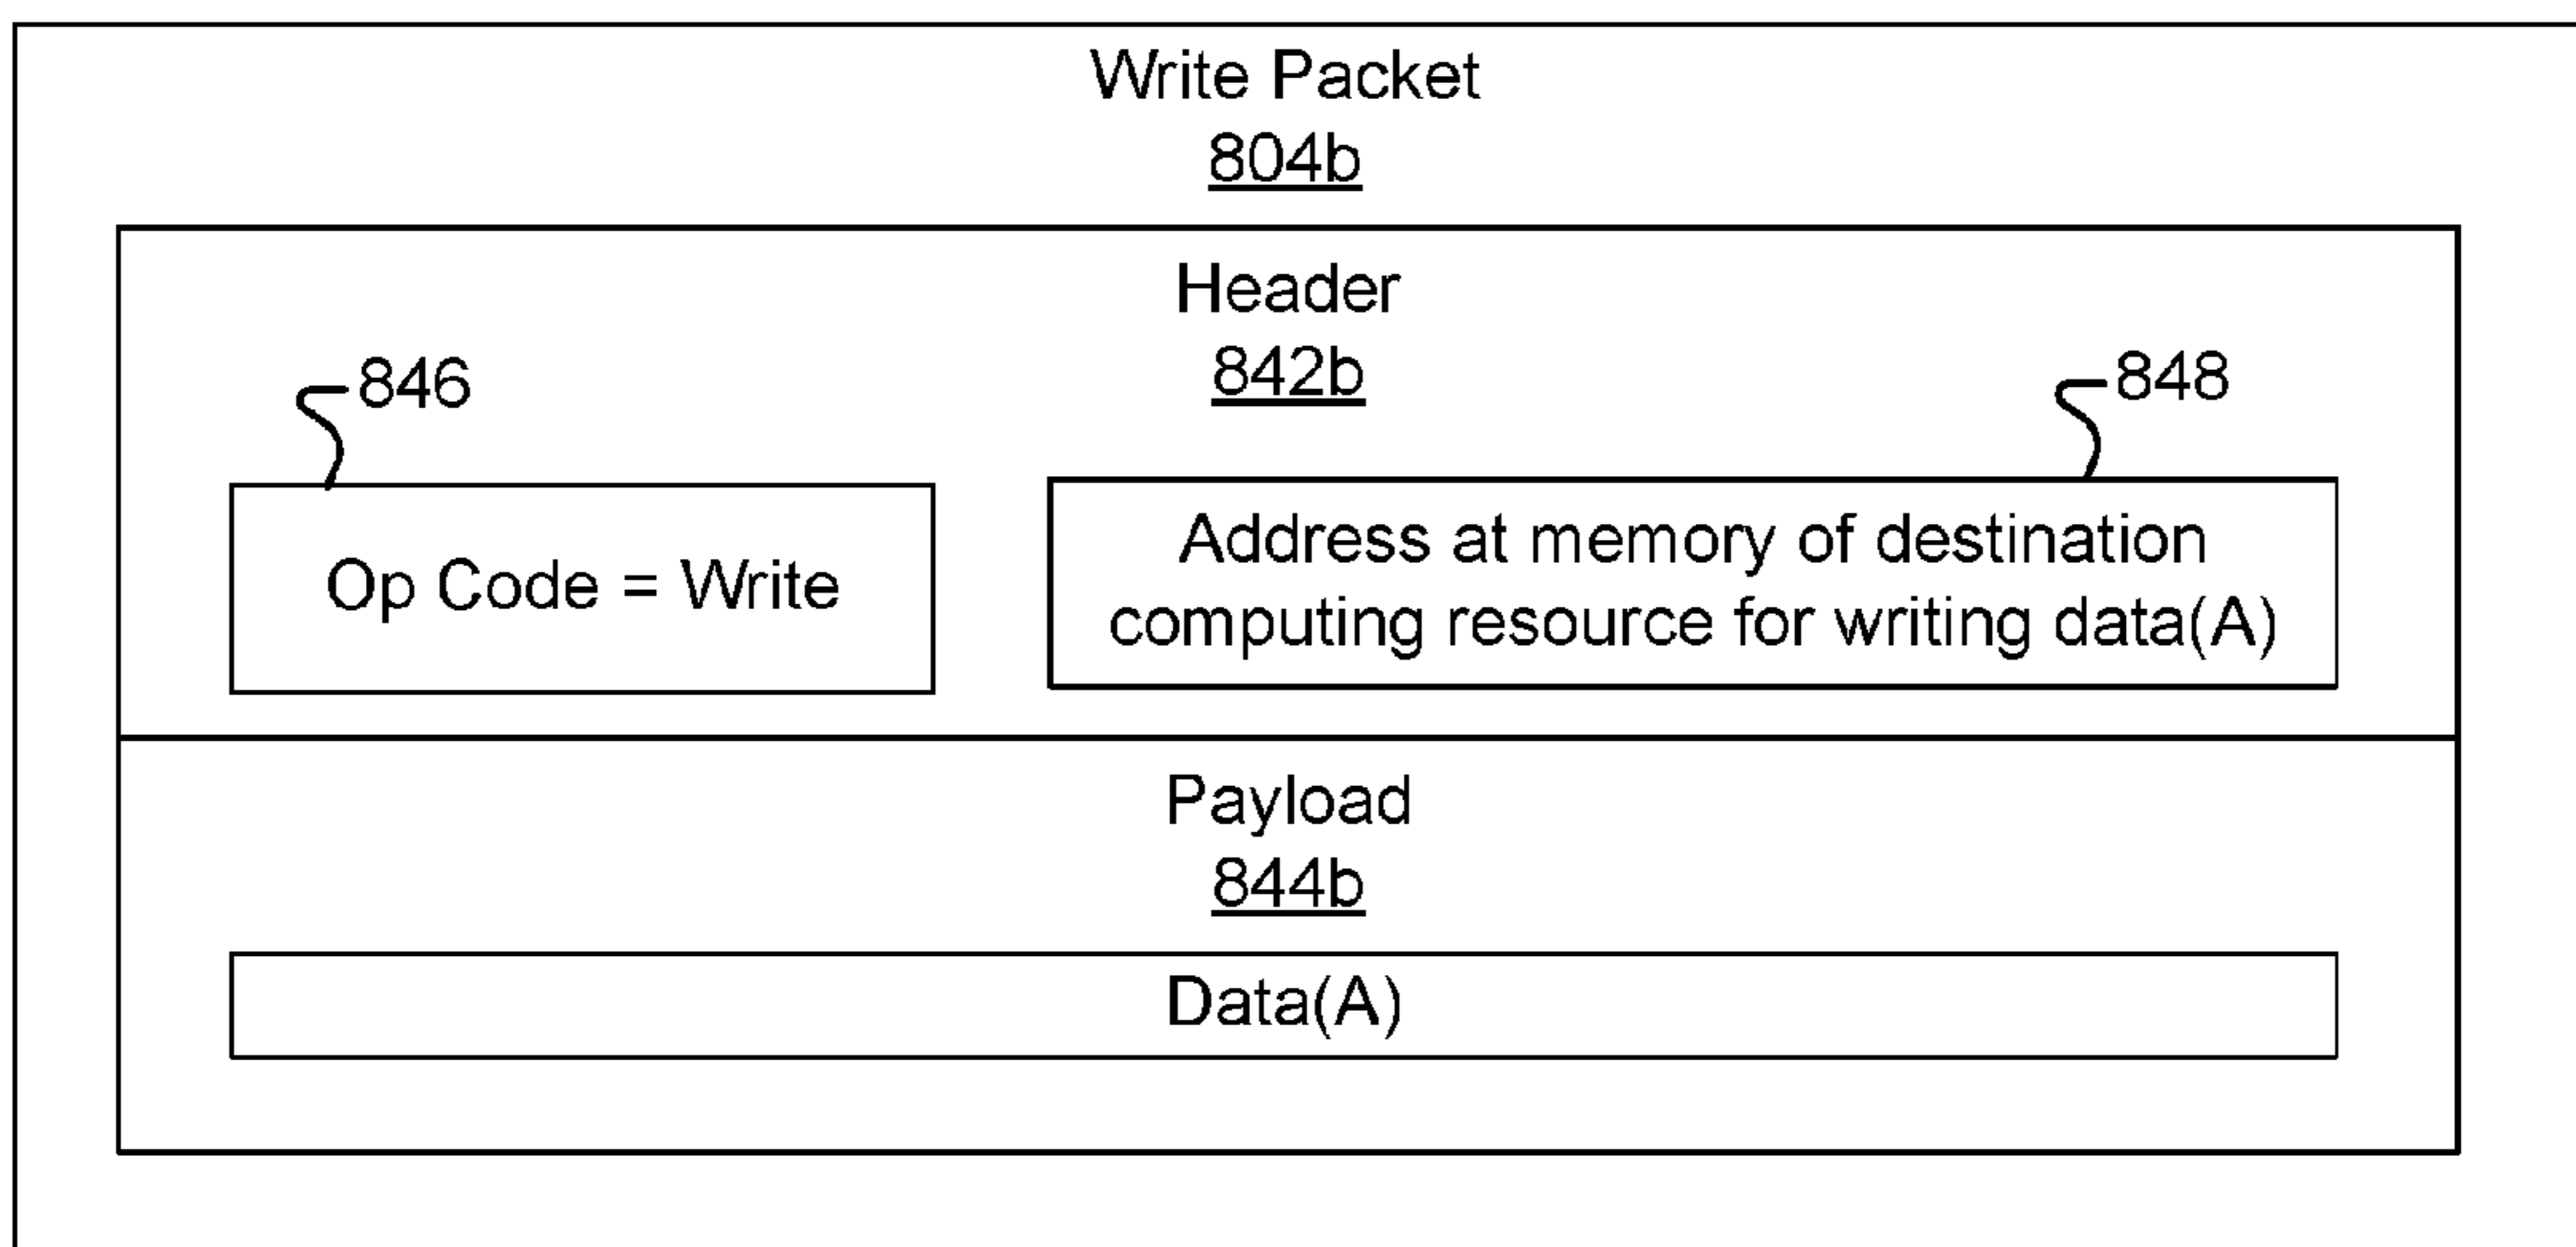 Write Packet
804b
Header
842b
846
848
Op Code = Write
Address at memory of destination
computing resource for writing data(A)
Payload
844b
Data(A)